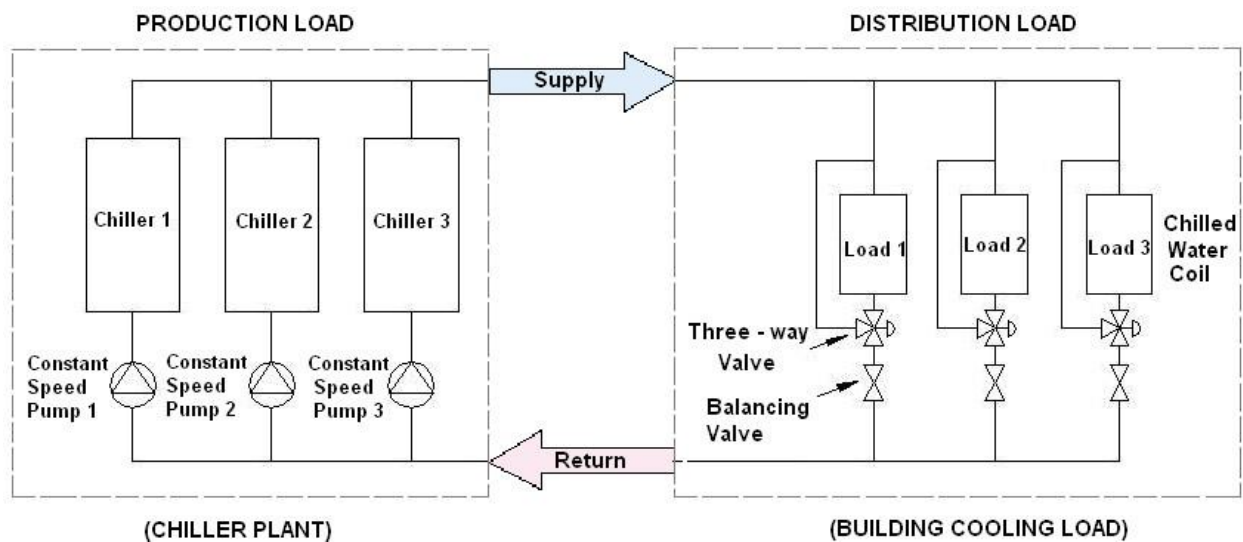 PRODUCTION LOAD
DISTRIBUTION LOAD
Supply
Chiller 1
Chiller 2
Chiller 3
Load 1
Load 2
Load 3
Chilled
Water
Coil
Three - way
Valve
Constant
Speed
Pump 1
Constant
Speed
Pump 2
Constant
Speed
Pump 3
Balancing
Valve
Return
(CHILLER PLANT)
(BUILDING COOLING LOAD)